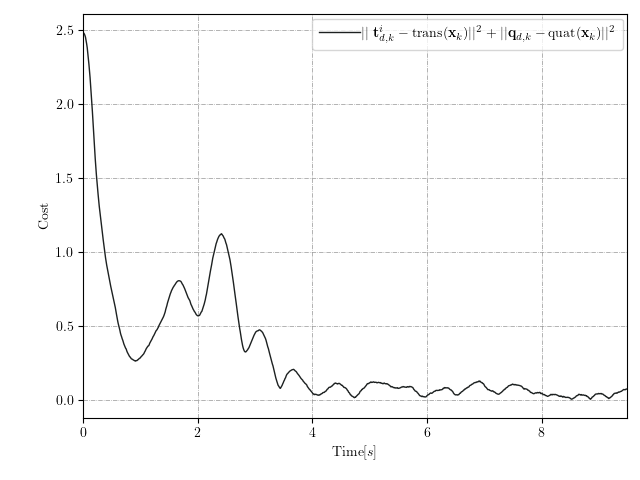 || t^i_{d,k} − trans(x_k)||^2 + ||q_{d,k} − quat(x_k)||^2
2.5
2.0
1.5
1.0
0.5
0.0
Cost
0 2 4 6 8
Time[s]